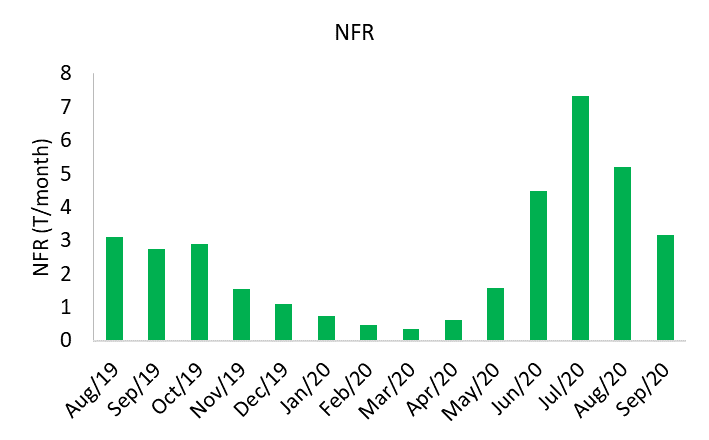 NFR
NFR (T/month)
8
7
6
5
4
3
2
1
0
Aug/19
Sep/19
Oct/19
Nov/19
Dec/19
Jan/20
Feb/20
Mar/20
Apr/20
May/20
Jun/20
Jul/20
Aug/20
Sep/20